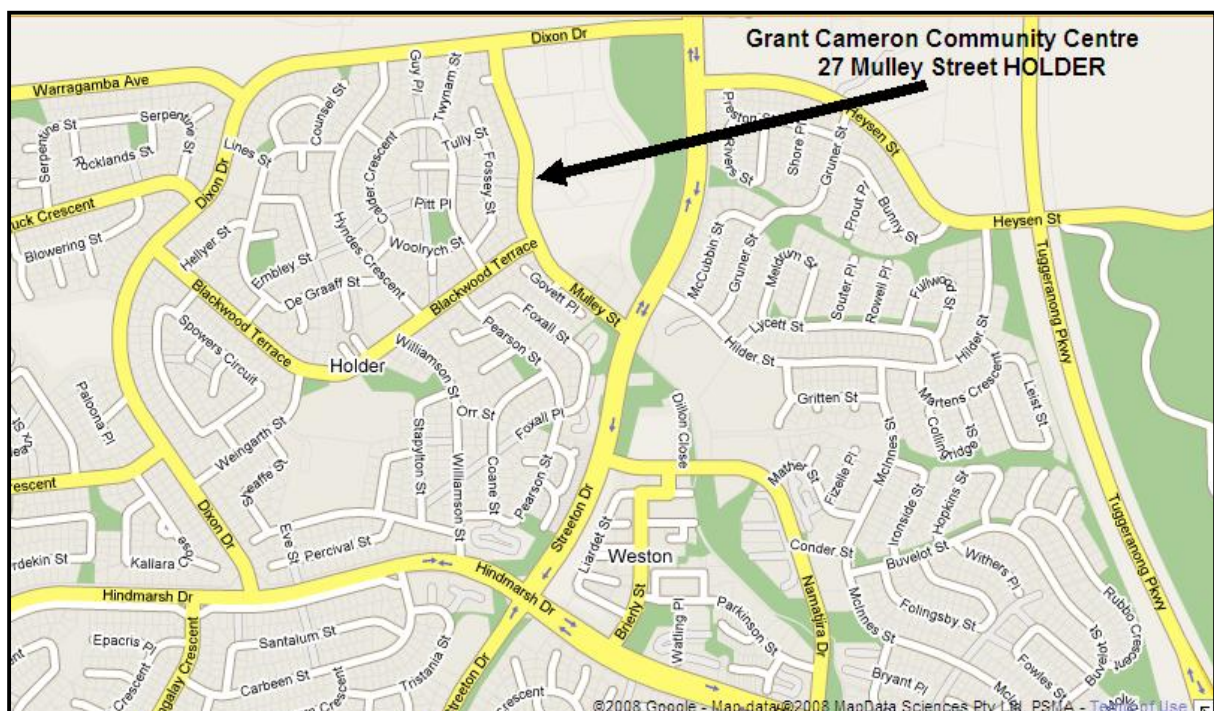 Grant Cameron Community Centre
27 Mulley Street HOLDER
Dixon Dr
Warragamba Ave
Guy Pl
Twynam St
Counsel St
Serpentine St
Serpentine St
Lines St
Calder Crescent
Tully St
Fossey St
Preston St
Rivers St
Shore Pl
Gruner St
Heysen St
Dixon Dr
Pitt Pl
Prout Pl
Bunny St
Heysen St
Blowering St
Hellyer St
Hyndes Crescent
Woolrych St
McCubbin St
Gruner St
Meldrum St
Souter Pl
Rowell Pl
Fullwood St
Tuggeranong Pkwy
Embley St
De Graaff St
Blackwood Terrace
Blackwood Terrace
Govett Pl
Mulley St
Foxall St
Lycett St
Hilder St
Hilder St
Spowers Circuit
Holder
Pearson St
Williamson St
Martens Crescent
Leist St
Paloona Pl
Orr St
Foxall Pl
Gritten St
Dillon Close
Collingridge St
Weingarth St
Stapylton St
Williamson St
Coane St
Pearson St
McInnes St
Mather St
Fizelle Pl
Ironside St
Hopkins St
Sheaffe St
Dixon Dr
Eve St
Percival St
Streeton Dr
Liardet St
Weston
Conder St
Buvelot St
Withers Pl
Tuggeranong Pkwy
Kallara Close
Hindmarsh Dr
Hindmarsh Dr
Brierly St
Watling Pl
Parkinson St
Namatjira Dr
McInnes St
Folingsby St
Rubbo Crescent
Buvelot St
Epacris Pl
Santalum St
Carbeen St
Tristania St
Streeton Dr
Bryant Pl
Fowles St
©2008 Google - Map data ©2008 MapData Sciences Pty Ltd, PSMA - Terms of Use